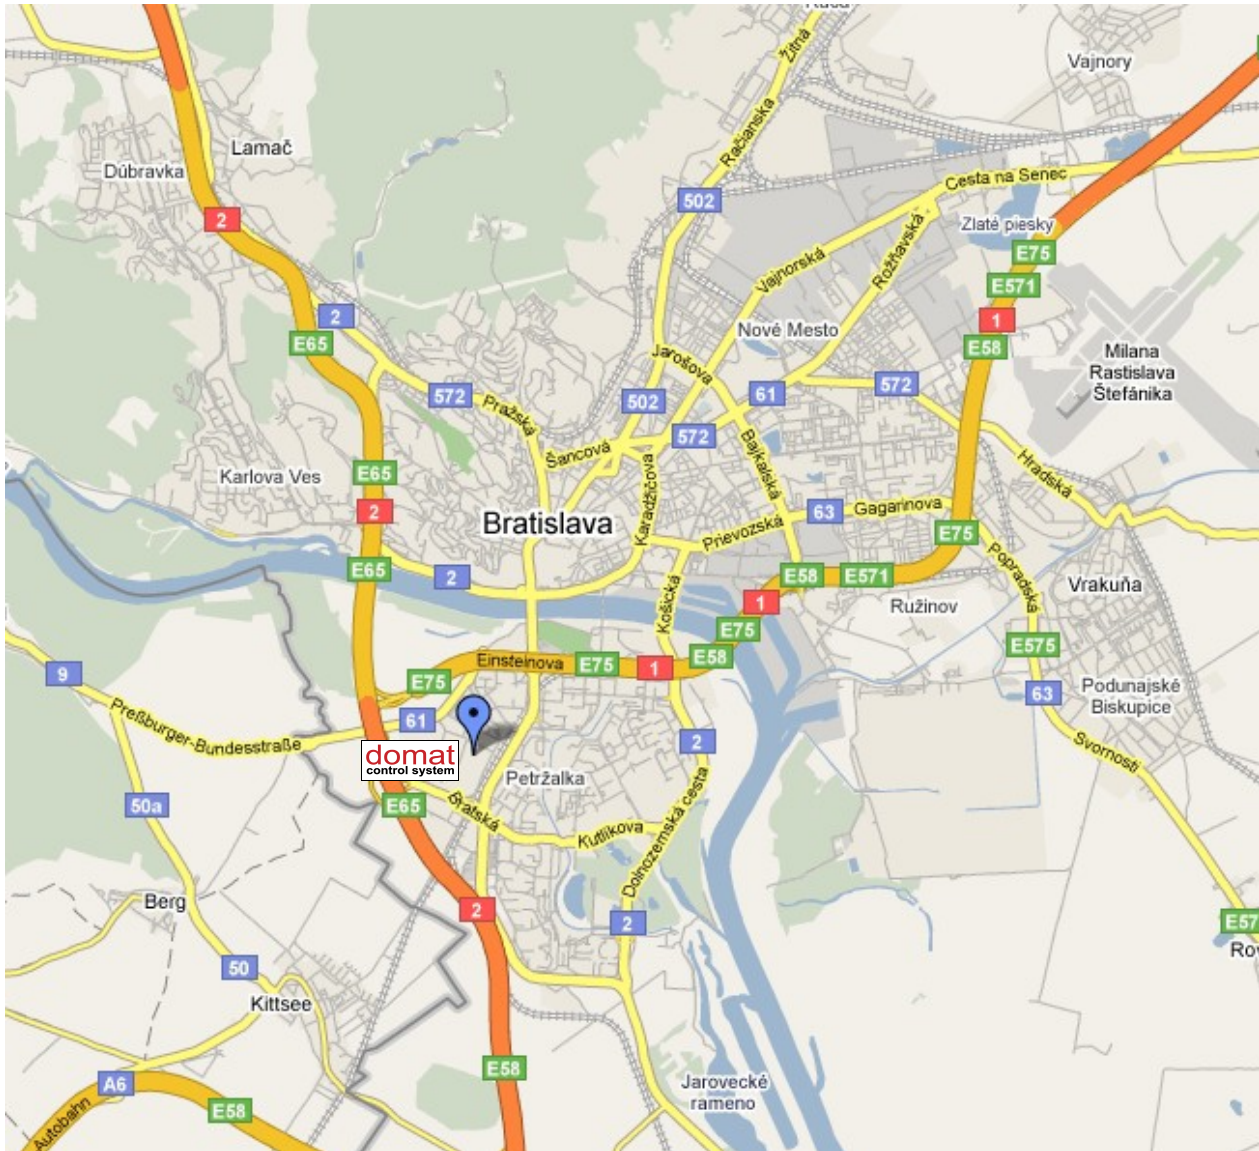 Žitná
Vajnory
Račianska
Lamač
Dúbravka
Cesta na Senec
502
2
Zlaté piesky
Vajnorská
Rožňavská
E75
E571
2
1
Nové Mesto
E65
E58
Jarošova
Milana
Rastislava
Štefánika
572
502
61
572
Pražská
572
Bajkalská
Šancová
Karlova Ves
E65
Hradská
Karadžičova
2
Bratislava
63
Gagarinova
Prievozská
E75
E65
2
E58
E571
Popradská
Vrakuňa
Košická
1
Ružinov
E75
E575
E58
Einsteinova
E75
1
9
E75
63
Podunajské
Biskupice
Preßburger-Bundesstraße
61
2
Svornosti
domat
control system
Petržalka
50a
E65
Bratská
Kutlíkova
Dolnozemská cesta
Berg
2
2
E57
50
Kittsee
E58
Jarovecké
rameno
A6
E58
Autobahn